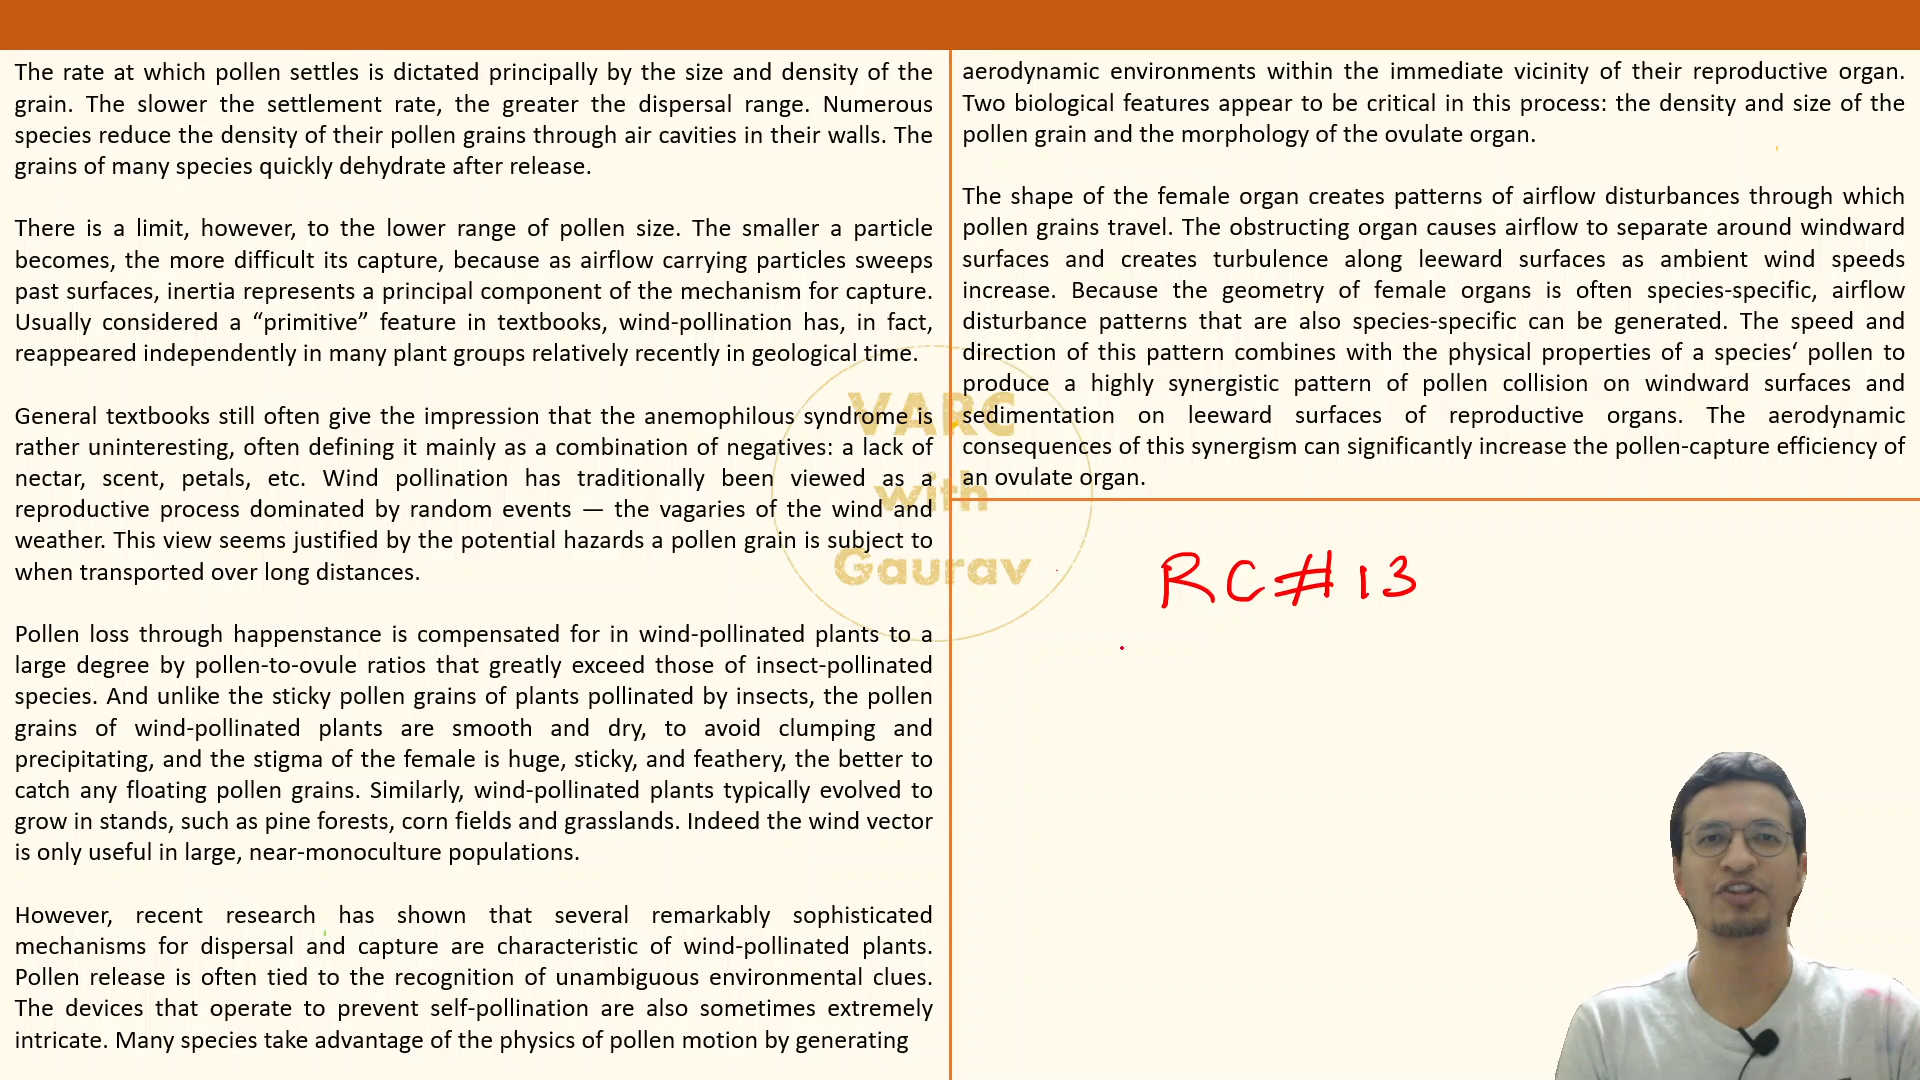 The rate at which pollen settles is dictated principally by the size and density of the
grain. The slower the settlement rate, the greater the dispersal range. Numerous
species reduce the density of their pollen grains through air cavities in their walls. The
grains of many species quickly dehydrate after release.
There is a limit, however, to the lower range of pollen size. The smaller a particle
becomes, the more difficult its capture, because as airflow carrying particles sweeps
past surfaces, inertia represents a principal component of the mechanism for capture.
Usually considered a “primitive” feature in textbooks, wind-pollination has, in fact,
reappeared independently in many plant groups relatively recently in geological time.
General textbooks still often give the impression that the anemophilous syndrome is
rather uninteresting, often defining it mainly as a combination of negatives: a lack of
nectar, scent, petals, etc. Wind pollination has traditionally been viewed as a
reproductive process dominated by random events — the vagaries of the wind and
weather. This view seems justified by the potential hazards a pollen grain is subject to
when transported over long distances.
Pollen loss through happenstance is compensated for in wind-pollinated plants to a
large degree by pollen-to-ovule ratios that greatly exceed those of insect-pollinated
species. And unlike the sticky pollen grains of plants pollinated by insects, the pollen
grains of wind-pollinated plants are smooth and dry, to avoid clumping and
precipitating, and the stigma of the female is huge, sticky, and feathery, the better to
catch any floating pollen grains. Similarly, wind-pollinated plants typically evolved to
grow in stands, such as pine forests, corn fields and grasslands. Indeed the wind vector
is only useful in large, near-monoculture populations.
However, recent research has shown that several remarkably sophisticated
mechanisms for dispersal and capture are characteristic of wind-pollinated plants.
Pollen release is often tied to the recognition of unambiguous environmental clues.
The devices that operate to prevent self-pollination are also sometimes extremely
intricate. Many species take advantage of the physics of pollen motion by generating
aerodynamic environments within the immediate vicinity of their reproductive organ.
Two biological features appear to be critical in this process: the density and size of the
pollen grain and the morphology of the ovulate organ.
The shape of the female organ creates patterns of airflow disturbances through which
pollen grains travel. The obstructing organ causes airflow to separate around windward
surfaces and creates turbulence along leeward surfaces as ambient wind speeds
increase. Because the geometry of female organs is often species-specific, airflow
disturbance patterns that are also species-specific can be generated. The speed and
direction of this pattern combines with the physical properties of a species‘ pollen to
produce a highly synergistic pattern of pollen collision on windward surfaces and
sedimentation on leeward surfaces of reproductive organs. The aerodynamic
consequences of this synergism can significantly increase the pollen-capture efficiency of
an ovulate organ.
VARC
with
Gaurav
RC#13